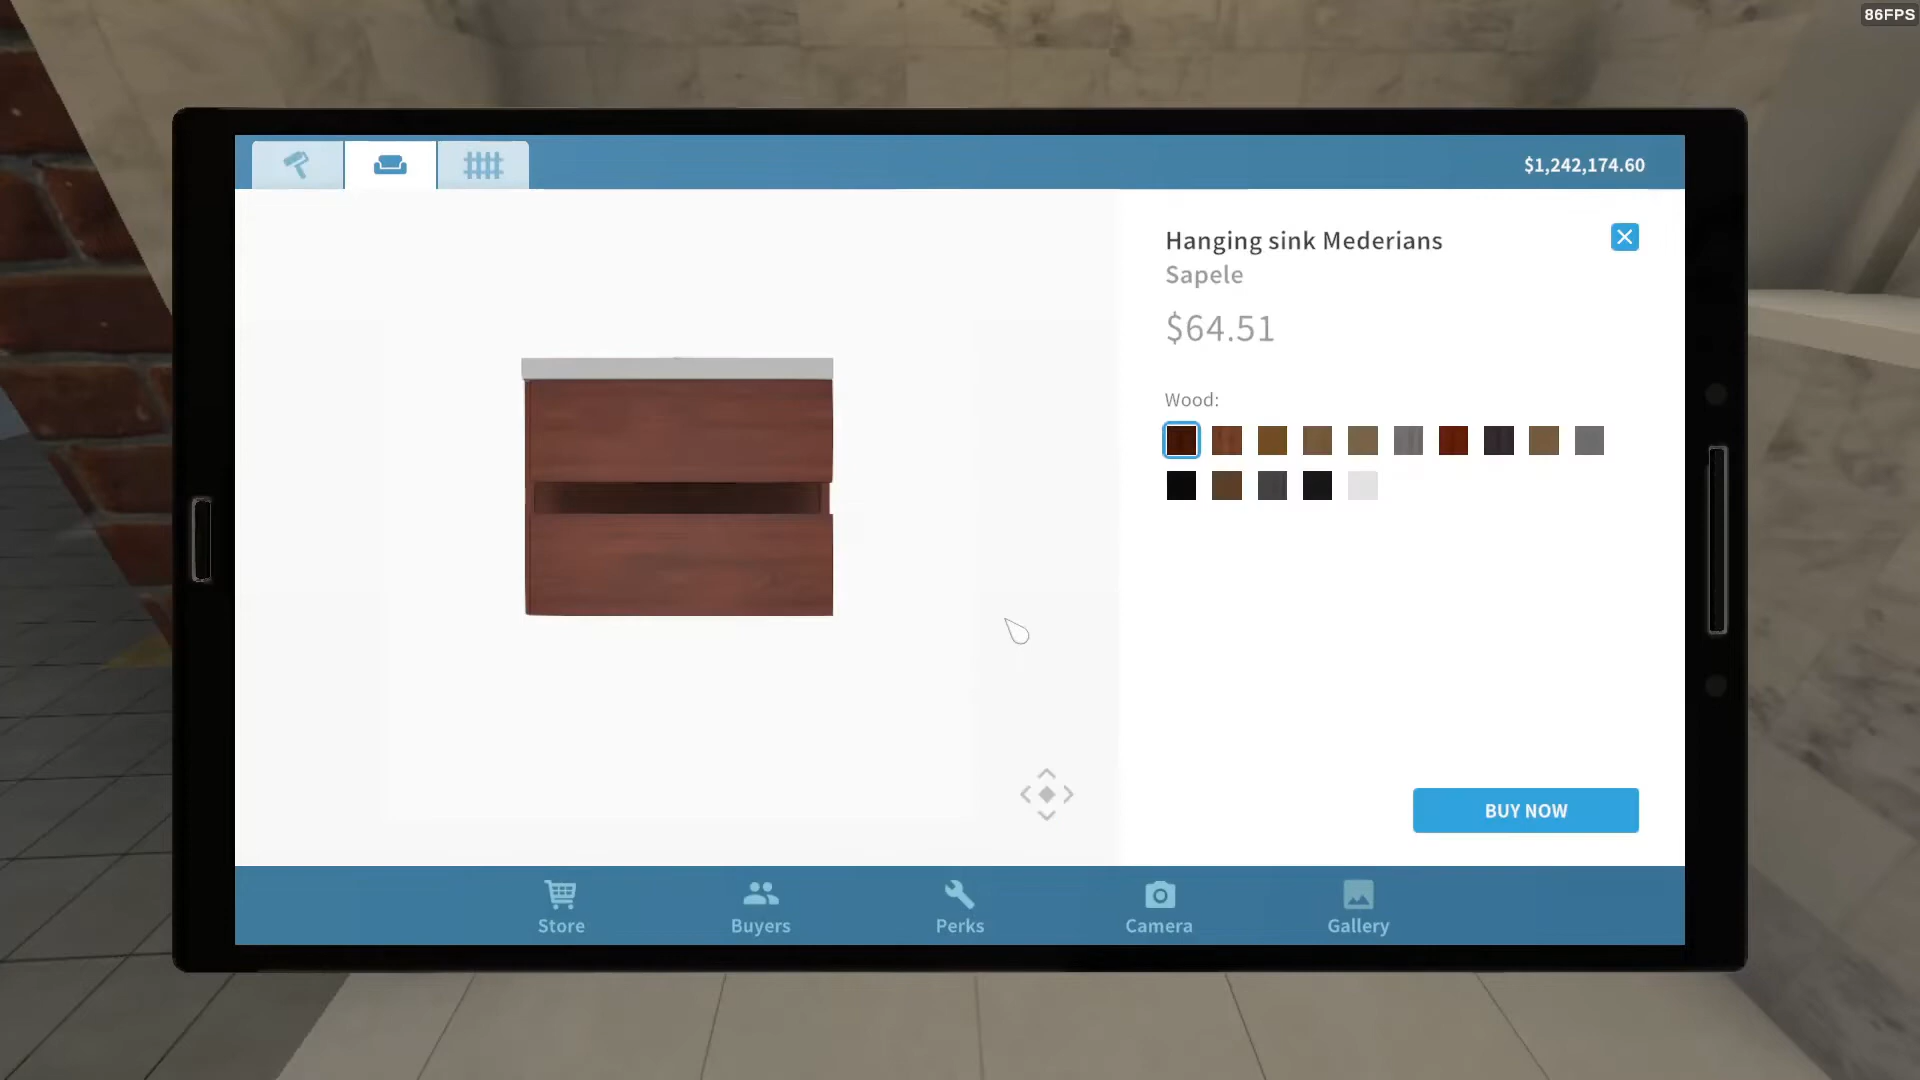 86FPS
$1,242,174.60
Hanging sink Mederians
Sapele
$64.51
Wood:
BUY NOW
Store
Buyers
Perks
Camera
Gallery